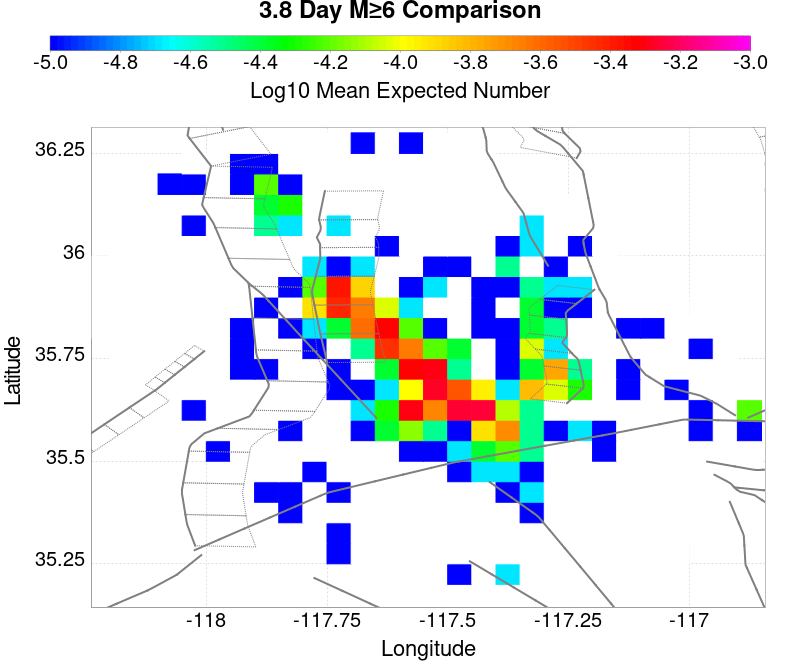 3.8 Day M≥6 Comparison
-5.0 -4.8 -4.6 -4.4 -4.2 -4.0 -3.8 -3.6 -3.4 -3.2 -3.0
Log10 Mean Expected Number
36.25
36
35.75
35.5
35.25
Latitude
-118 -117.75 -117.5 -117.25 -117
Longitude